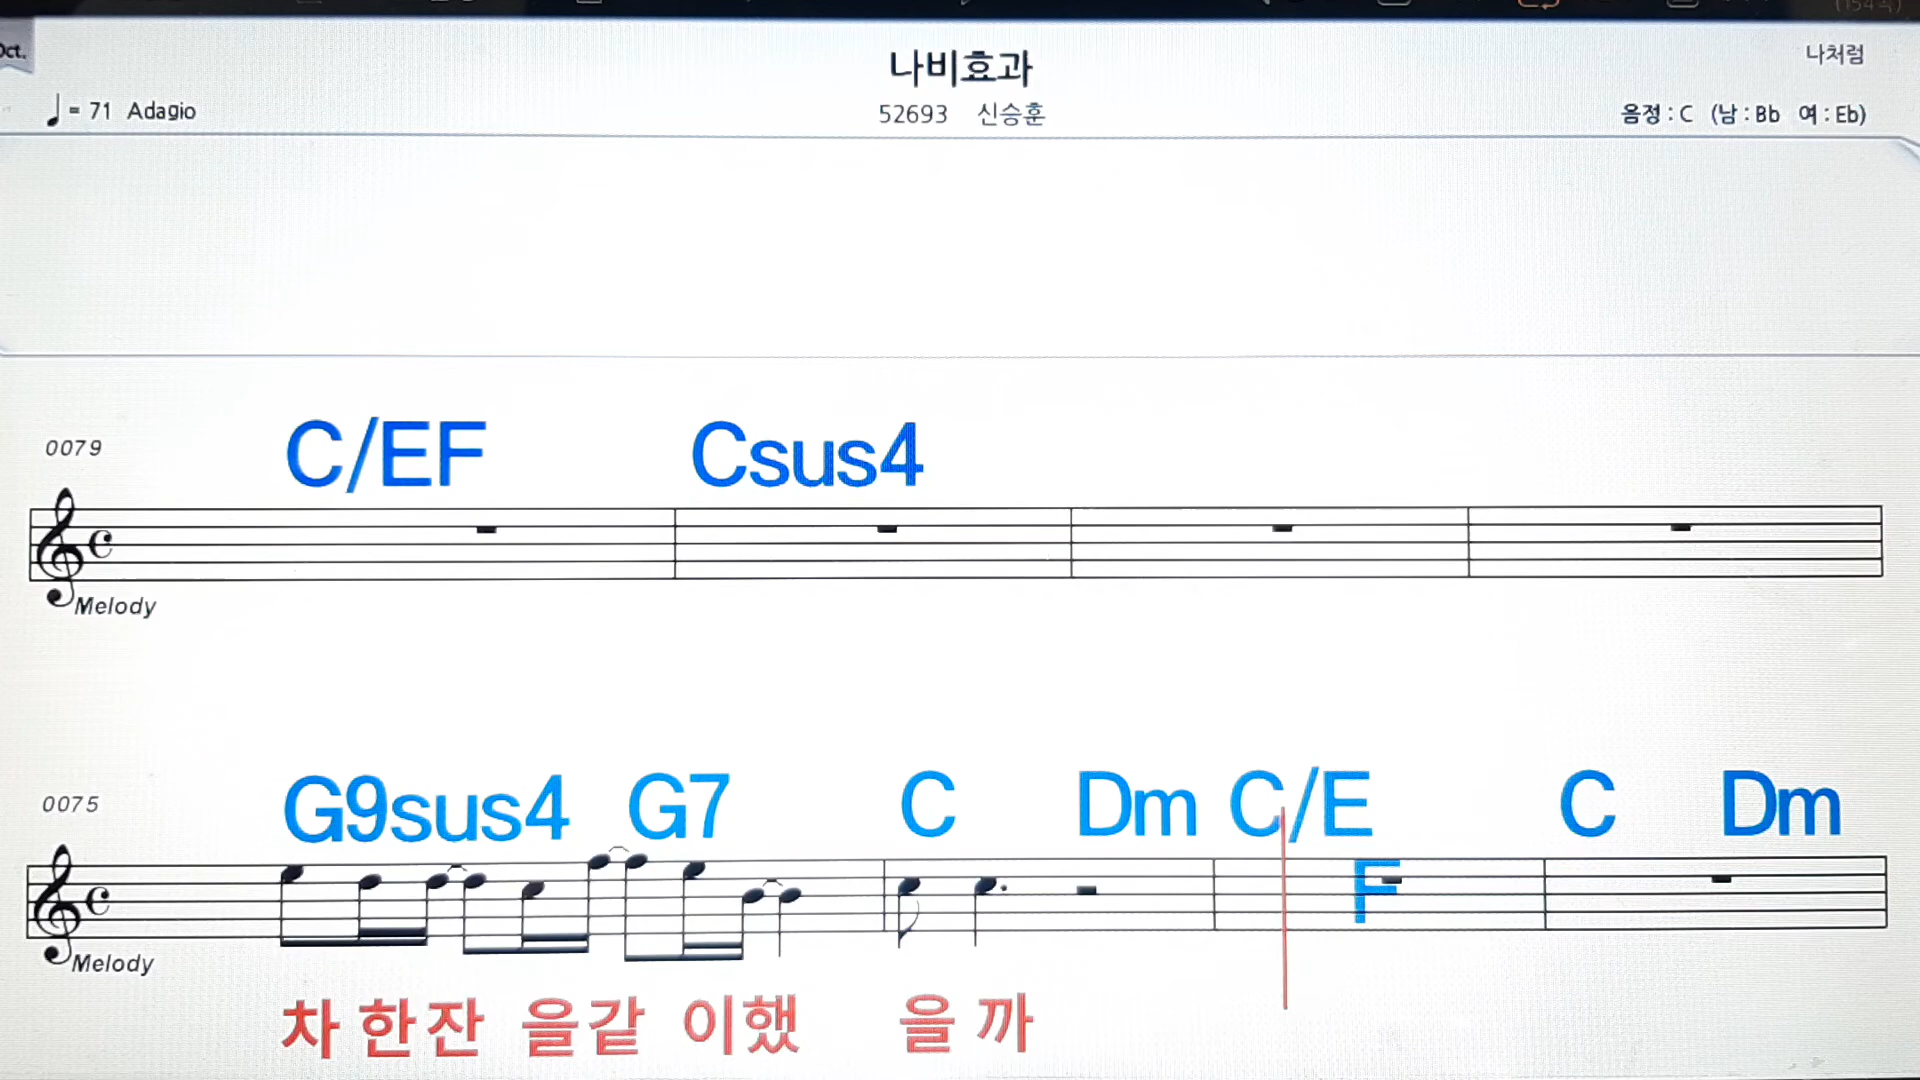 Oct.
나비효과
나처럼
= 71 Adagio
52693 신승훈
음정 : C (남 : Bb 여 : Eb)
0079
C/EF Csus4
Melody
0075
G9sus4 G7 C Dm C/E C Dm
F
Melody
차 한잔 을같 이했 을 까